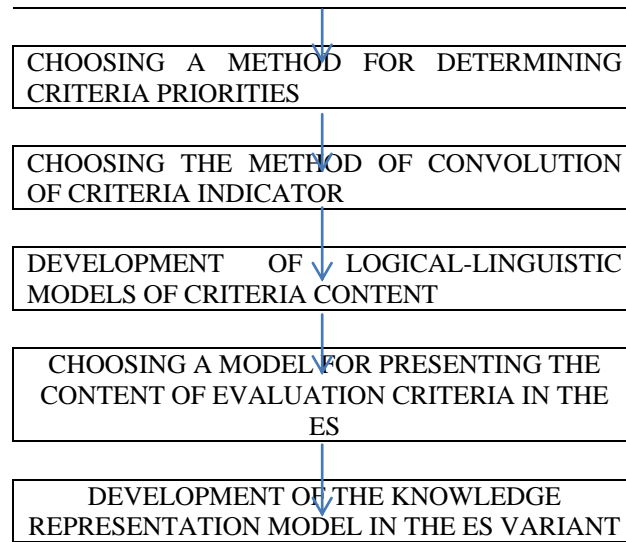 CHOOSING A METHOD FOR DETERMINING
CRITERIA PRIORITIES
CHOOSING THE METHOD OF CONVOLUTION
OF CRITERIA INDICATOR
DEVELOPMENT OF LOGICAL-LINGUISTIC
MODELS OF CRITERIA CONTENT
CHOOSING A MODEL FOR PRESENTING THE
CONTENT OF EVALUATION CRITERIA IN THE
ES
DEVELOPMENT OF THE KNOWLEDGE
REPRESENTATION MODEL IN THE ES VARIANT